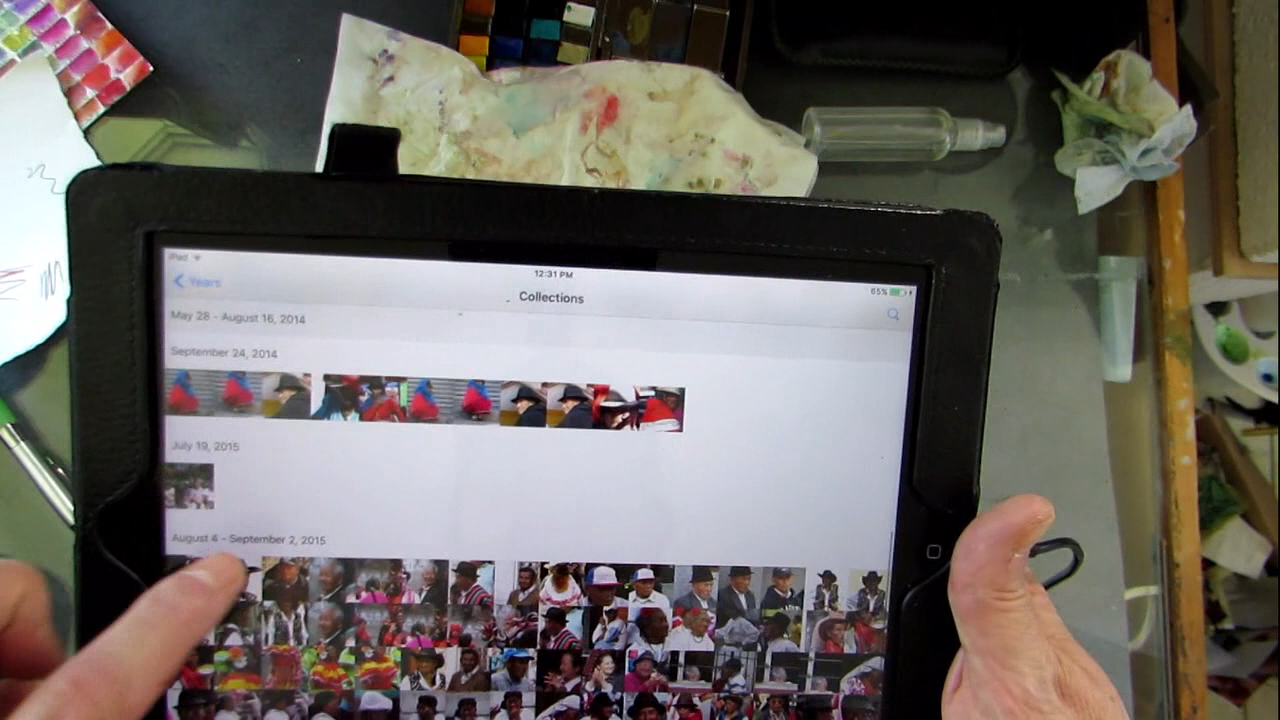 iPad
12:31 PM
65%
Years
Collections
May 28 - August 16, 2014
September 24, 2014
July 19, 2015
August 4 - September 2, 2015